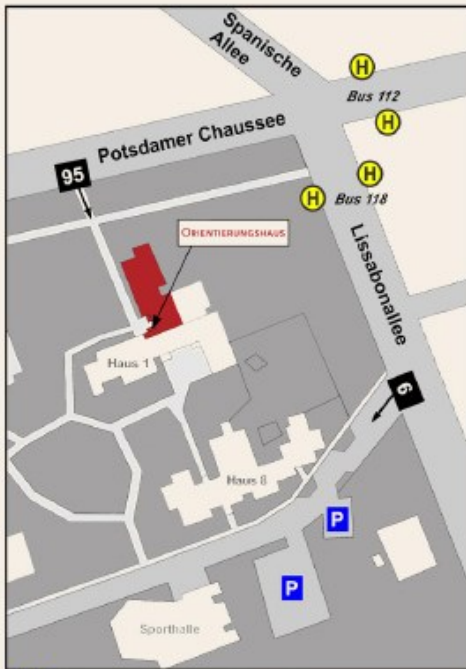 Spanische
Allee
H
Bus 112
H
Potsdamer Chaussee
95
H
H
Bus 118
ORIENTIERUNGSHAUS
Lissabonallee
Haus 1
6
Haus 8
P
P
Sporthalle